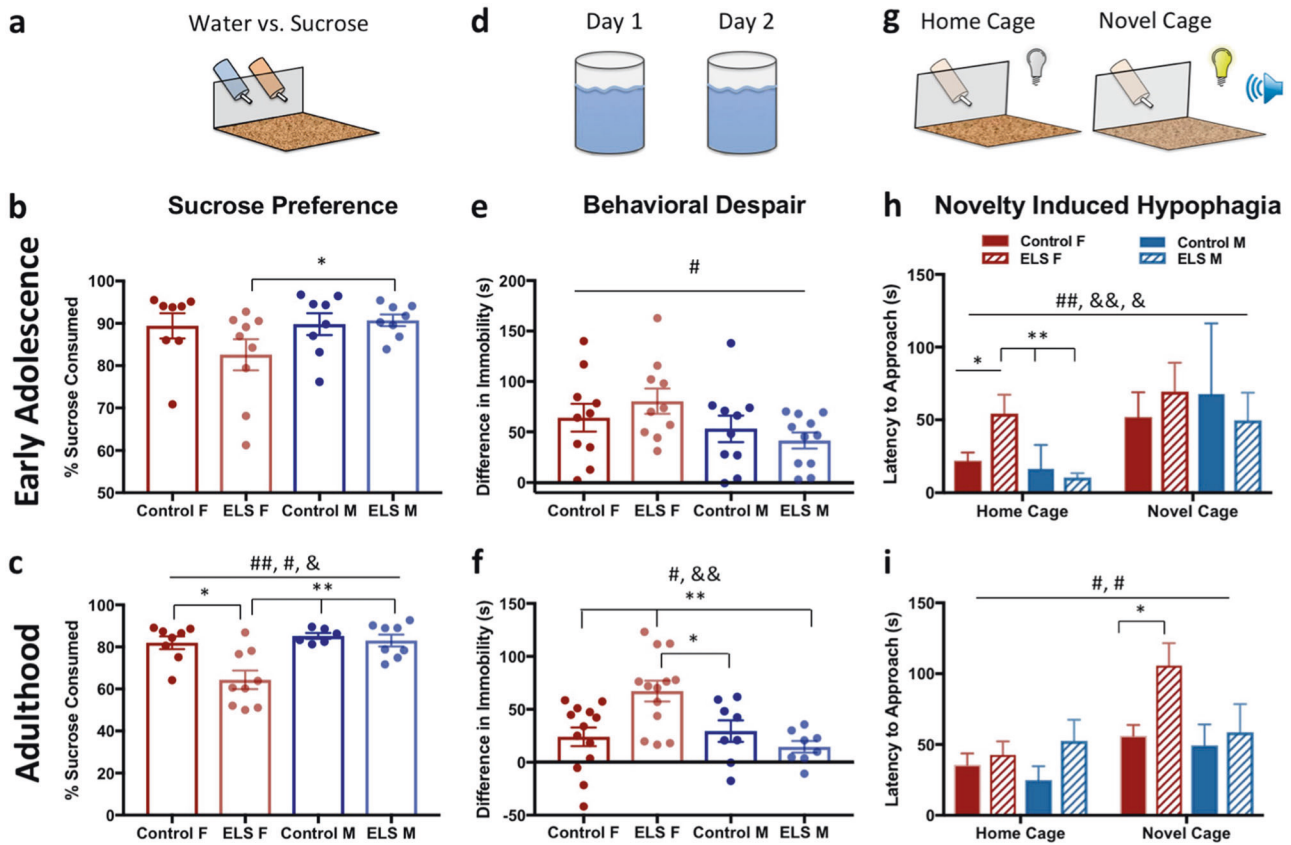 a
Water vs. Sucrose
d
Day 1
Day 2
g
Home Cage
Novel Cage
Early Adolescence
b
Sucrose Preference
% Sucrose Consumed
100
90
80
70
60
50
*
Control F
ELS F
Control M
ELS M
e
Behavioral Despair
Difference in Immobility (s)
200
150
100
50
0
#
Control F
ELS F
Control M
ELS M
h
Novelty Induced Hypophagia
Control F
Control M
ELS F
ELS M
Latency to Approach (s)
150
100
50
0
##, &&, &
*
**
Home Cage
Novel Cage
Adulthood
c
% Sucrose Consumed
100
80
60
40
20
0
##, #, &
*
**
Control F
ELS F
Control M
ELS M
f
Difference in Immobility (s)
150
100
50
0
-50
#, &&
**
*
Control F
ELS F
Control M
ELS M
i
Latency to Approach (s)
150
100
50
0
#, #
*
Home Cage
Novel Cage